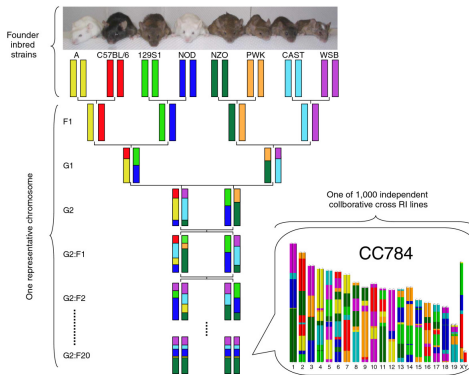 Founder
inbred
strains
A C57BL/6 129S1 NOD NZO PWK CAST WSB
One representative chromosome
F1
G1
G2
G2:F1
G2:F2
G2:F20
One of 1,000 independent
collborative cross RI lines
CC784
1 2 3 4 5 6 7 8 9 10 11 12 13 14 15 16 17 18 19 XY